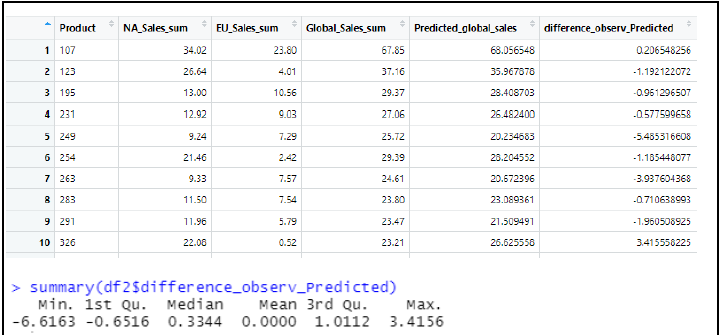 Product NA_Sales_sum EU_Sales_sum Global_Sales_sum Predicted_global_sales difference_observ_Predicted
1 107 34.02 23.80 67.85 68.056548 0.206548256
2 123 26.64 4.01 37.16 35.967878 -1.192122072
3 195 13.00 10.56 29.37 28.408703 -0.961296507
4 231 12.92 9.03 27.06 26.482400 -0.577599658
5 249 9.24 7.29 25.72 20.234683 -5.485316608
6 254 21.46 2.42 29.39 28.204552 -1.185448077
7 263 9.33 7.57 24.61 20.672396 -3.937604368
8 283 11.50 7.54 23.80 23.089361 -0.710638993
9 291 11.96 5.79 23.47 21.509491 -1.960508925
10 326 22.08 0.52 23.21 26.625558 3.415558225
> summary(df2$difference_observ_Predicted)
Min. 1st Qu. Median Mean 3rd Qu. Max.
-6.6163 -0.6516 0.3344 0.0000 1.0112 3.4156